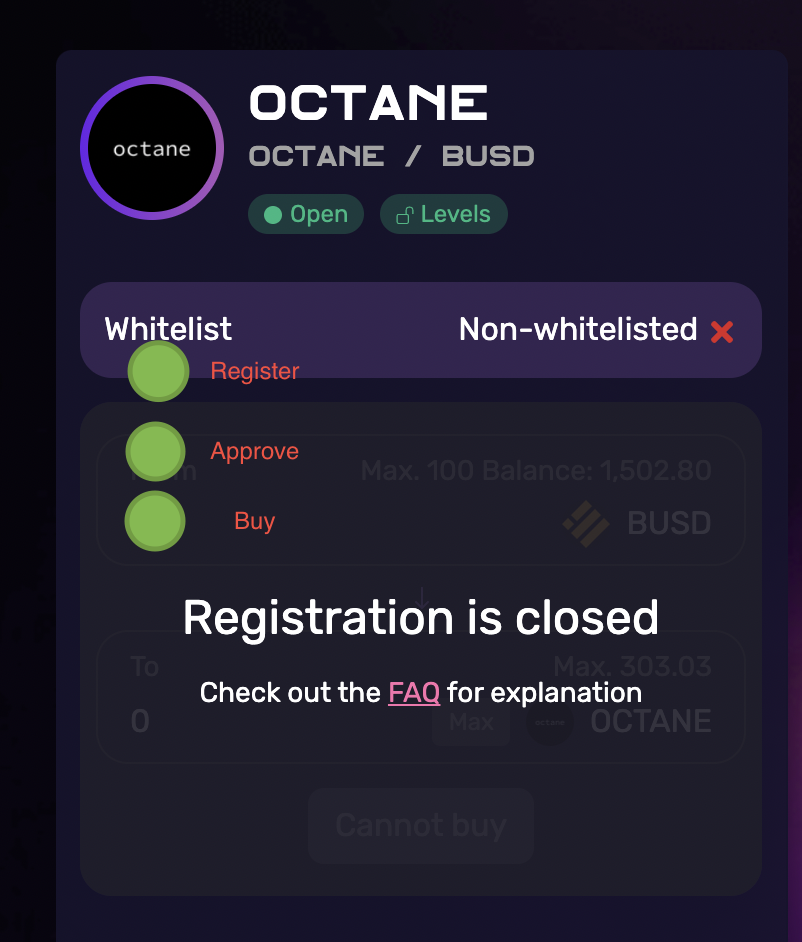 octane
OCTANE
OCTANE / BUSD
Open
Levels
Whitelist
Non-whitelisted
Register
Approve
Max. 100 Balance: 1,502.80
Buy
BUSD
Registration is closed
To
Max. 303.03
Check out the FAQ for explanation
0
Max
octane
OCTANE
Cannot buy